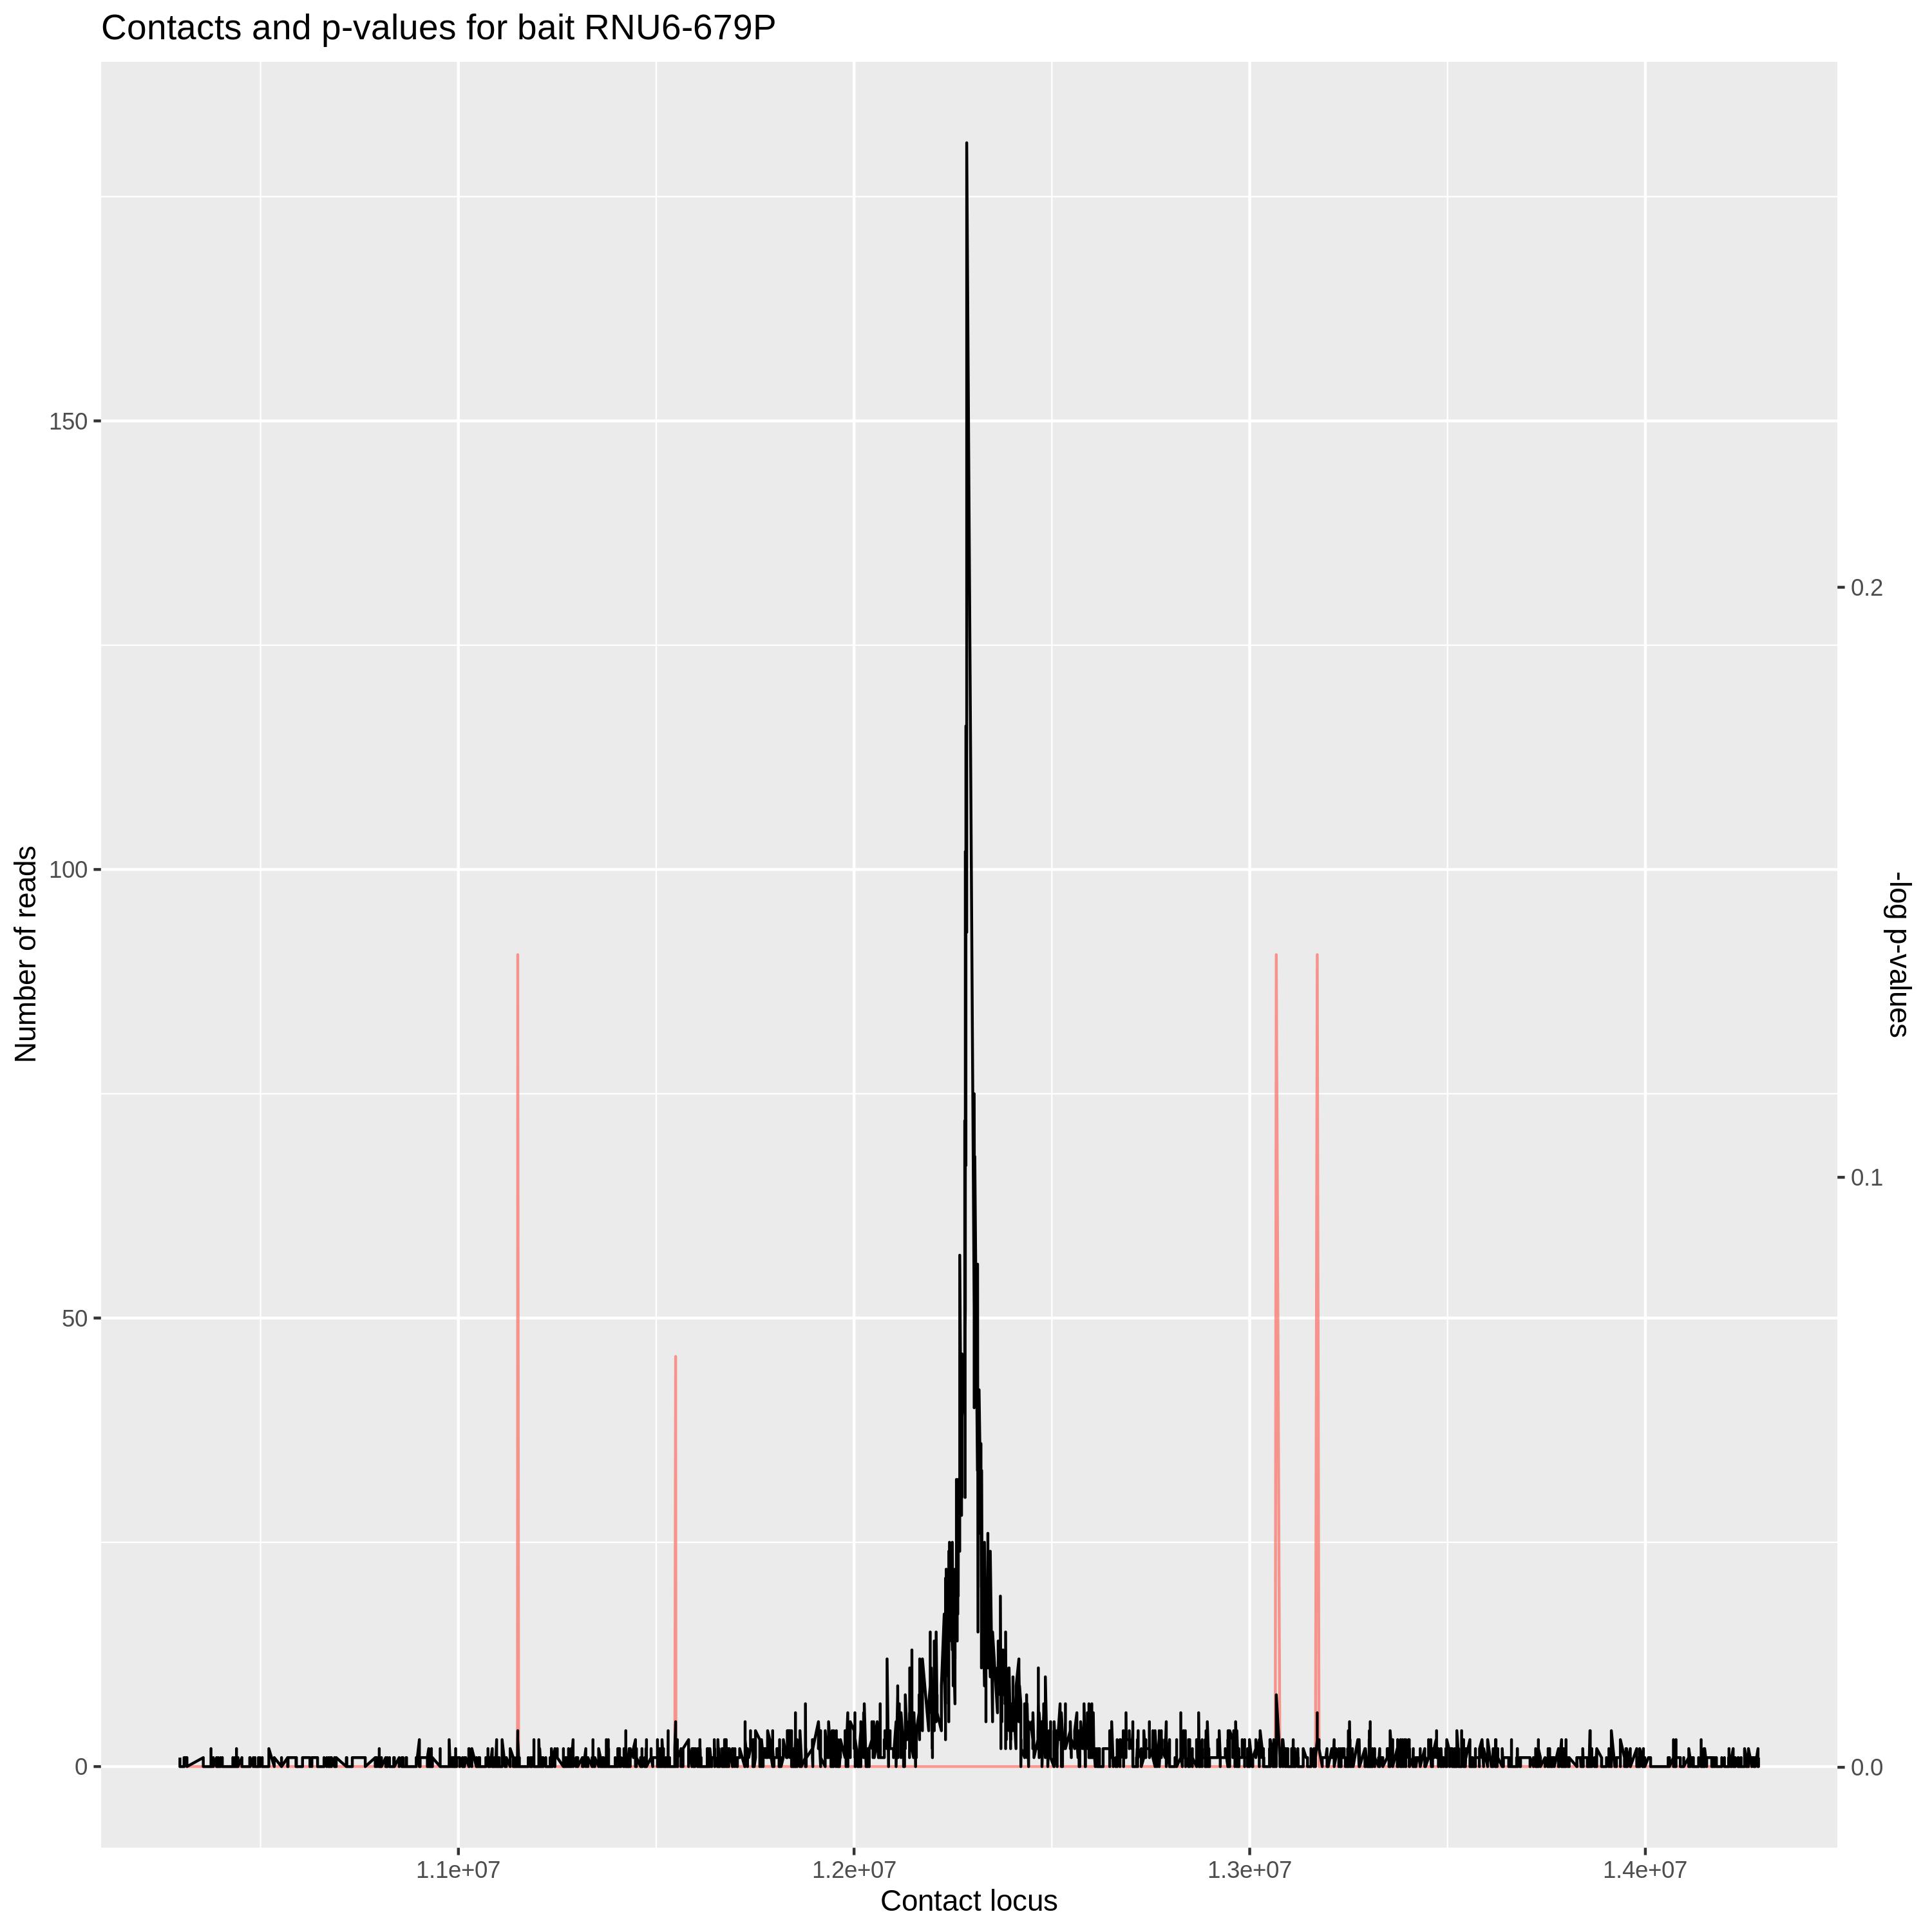 Contacts and p-values for bait RNU6-679P
150
100
50
0
Number of reads
0.2
0.1
0.0
-log p-values
1.1e+07
1.2e+07
1.3e+07
1.4e+07
Contact locus